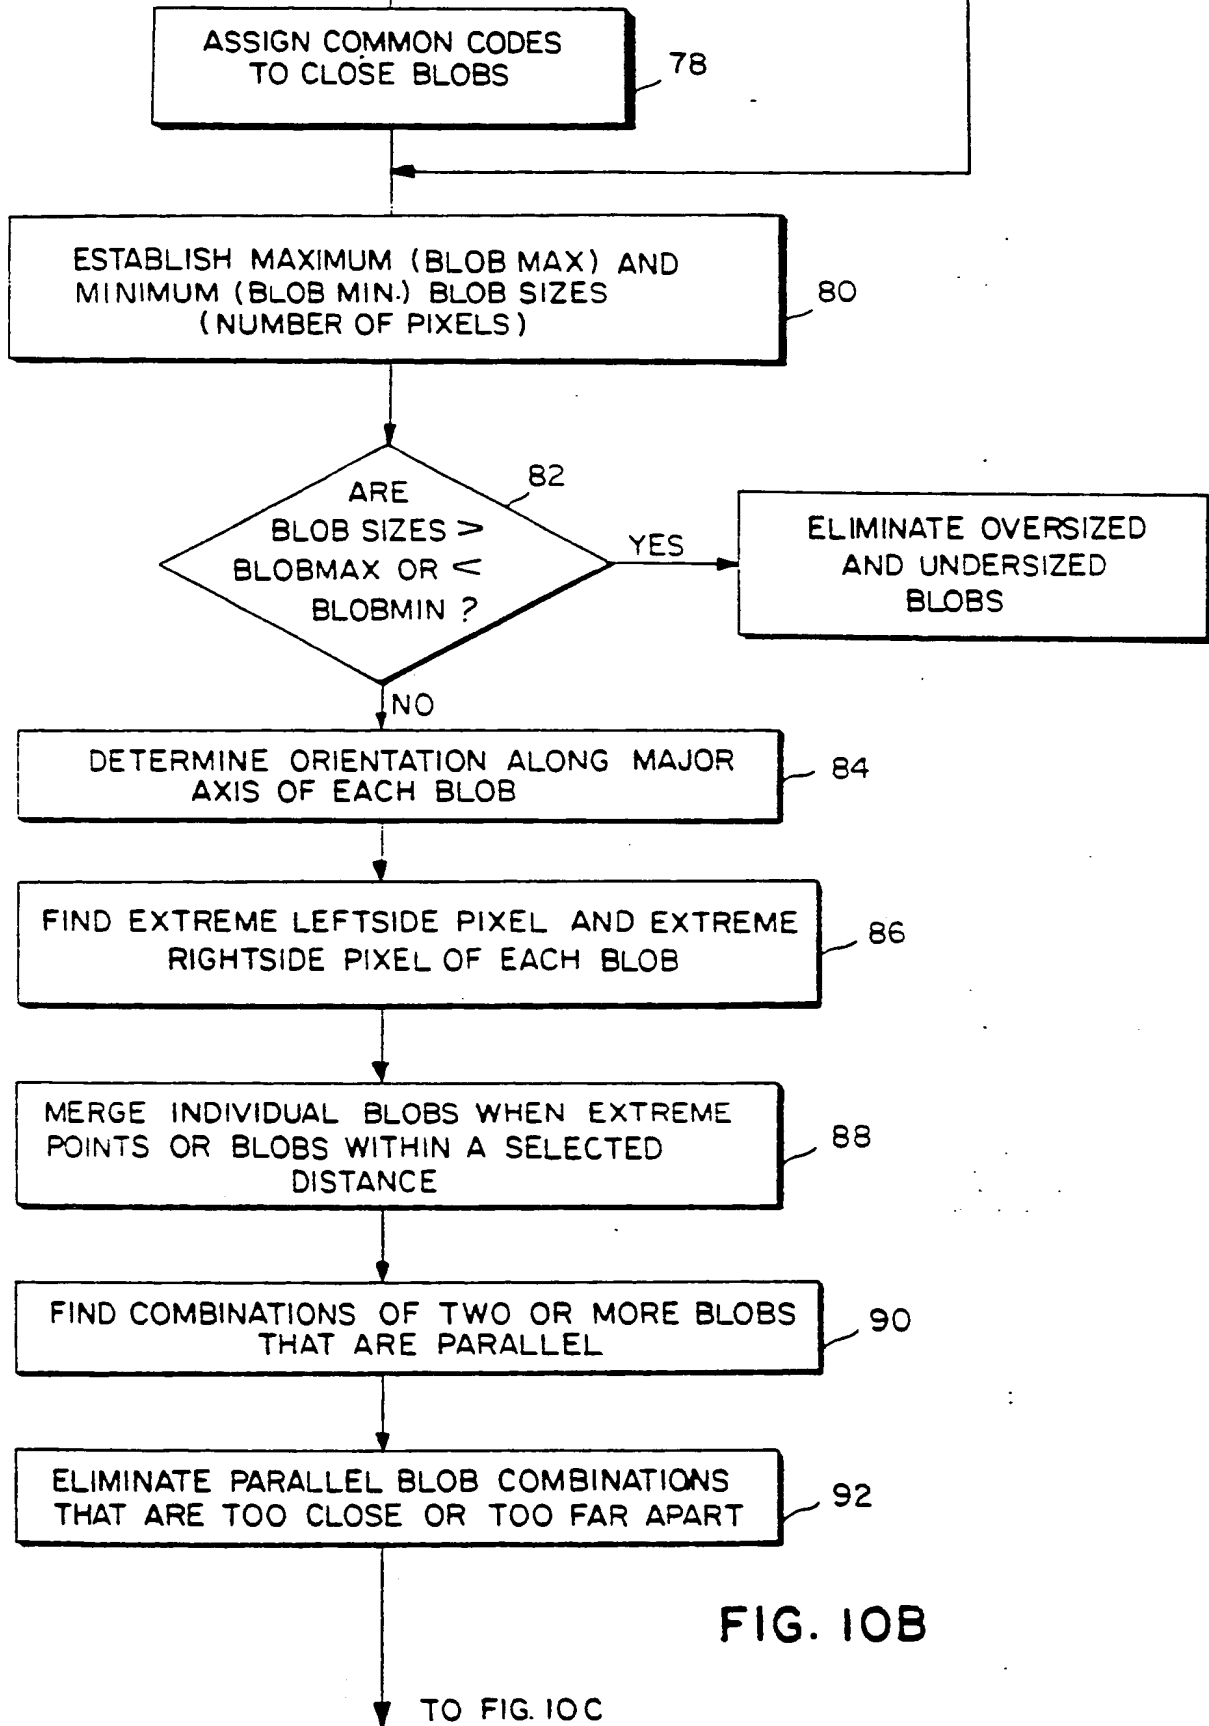 ASSIGN COMMON CODES
TO CLOSE BLOBS
78
ESTABLISH MAXIMUM (BLOB MAX) AND
MINIMUM (BLOB MIN.) BLOB SIZES
(NUMBER OF PIXELS)
80
82
ARE
BLOB SIZES >
BLOBMAX OR <
BLOBMIN ?
YES
ELIMINATE OVERSIZED
AND UNDERSIZED
BLOBS
NO
DETERMINE ORIENTATION ALONG MAJOR
AXIS OF EACH BLOB
84
FIND EXTREME LEFTSIDE PIXEL AND EXTREME
RIGHTSIDE PIXEL OF EACH BLOB
86
MERGE INDIVIDUAL BLOBS WHEN EXTREME
POINTS OR BLOBS WITHIN A SELECTED
DISTANCE
88
FIND COMBINATIONS OF TWO OR MORE BLOBS
THAT ARE PARALLEL
90
ELIMINATE PARALLEL BLOB COMBINATIONS
THAT ARE TOO CLOSE OR TOO FAR APART
92
FIG. 10B
TO FIG. 10C